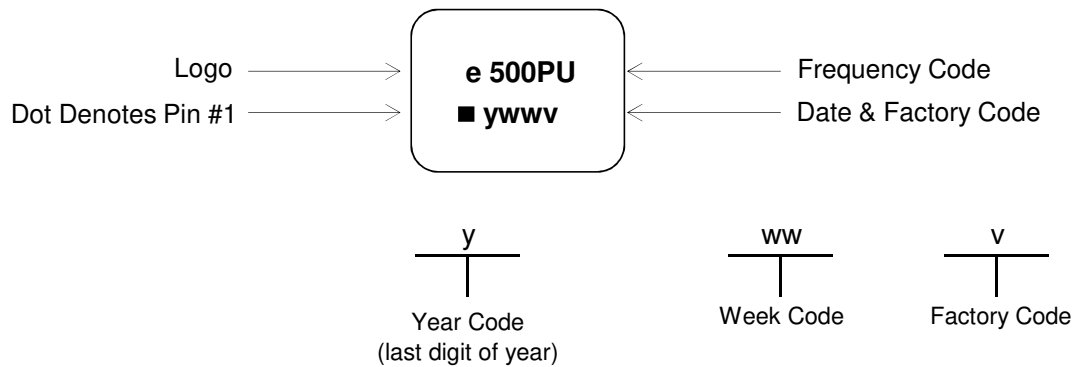 Logo
e 500PU
Frequency Code
Dot Denotes Pin #1
■ ywwv
Date & Factory Code
y
ww
v
Year Code
(last digit of year)
Week Code
Factory Code